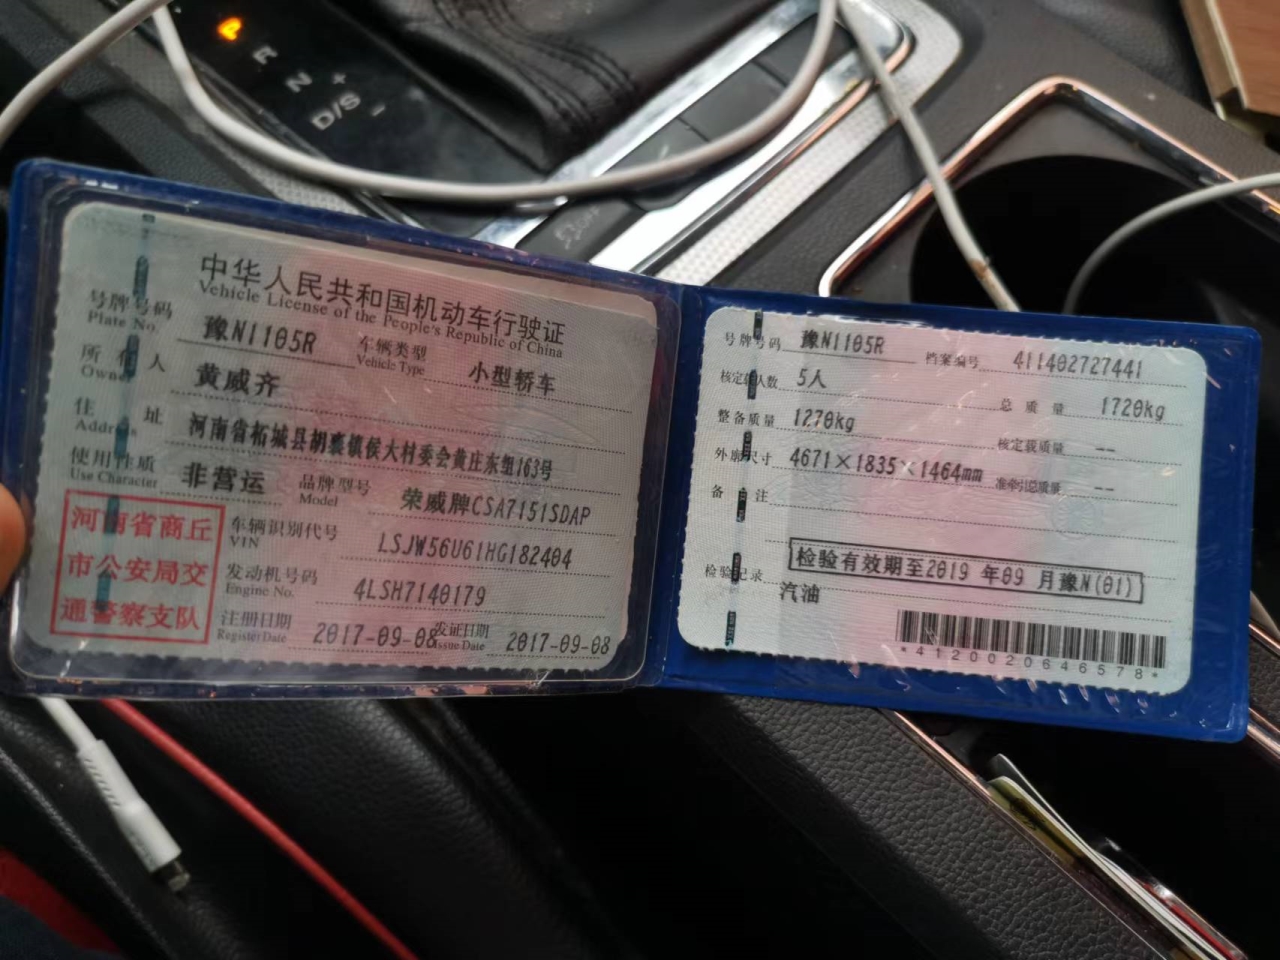 P
R
N
+
D/S
-
中华人民共和国机动车行驶证
Vehicle License of the People's Republic of China
号牌号码 豫N1105R 车辆类型 小型轿车
Plate No. Vehicle Type
所有人 黄威齐
Owner
住址 河南省柘城县胡襄镇侯大村委会黄庄东组163号
Address
使用性质 非营运 品牌型号 荣威牌CSA7151SDAP
Use Character Model
河南省商丘
市公安局交
通警察支队
车辆识别代号 LSJW56U61HG182404
VIN
发动机号码 4LSH7140179
Engine No.
注册日期 2017-09-08 发证日期 2017-09-08
Register Date Issue Date
号牌号码 豫N1105R 档案编号 411402727441
核定载人数 5人 总质量 1720kg
整备质量 1270kg 核定载质量 --
外廓尺寸 4671×1835×1464mm 准牵引总质量 --
备注
检验有效期至2019年09月豫N(01)
检验记录 汽油
*4120020646578*